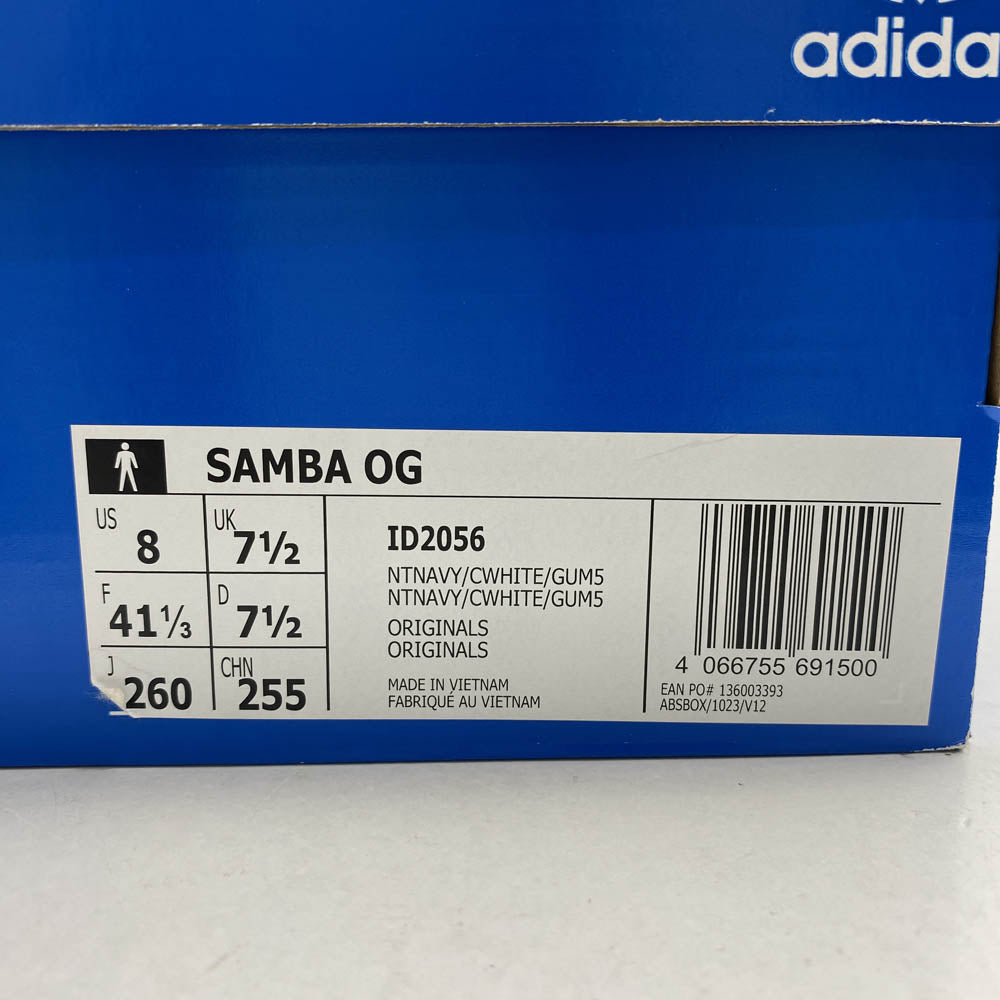 adida
SAMBA OG
US 8 UK 7½
F 41⅓ D 7½
J 260 CHN 255
ID2056
NTNAVY/CWHITE/GUM5
NTNAVY/CWHITE/GUM5
ORIGINALS
ORIGINALS
MADE IN VIETNAM
FABRIQUÉ AU VIETNAM
4 066755 691500
EAN PO# 136003393
ABSBOX/1023/V12